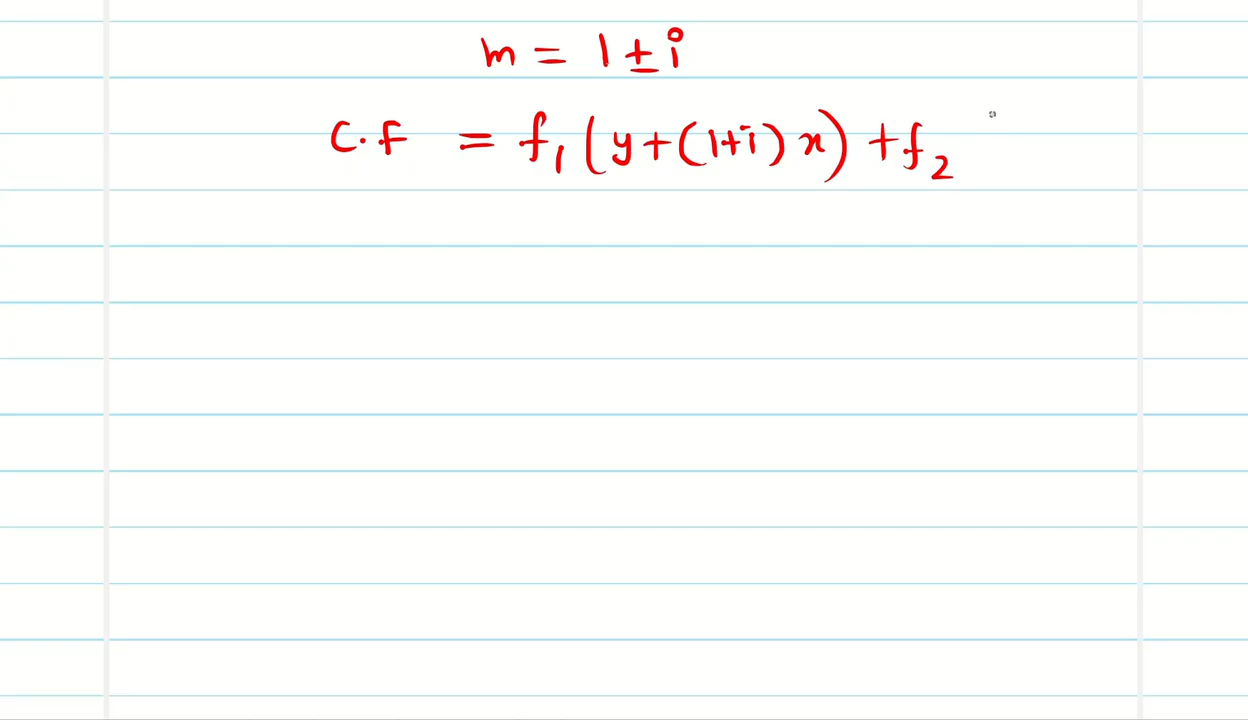 m = 1 ± i
C.F = f₁ (y+(1+i) x) + f₂